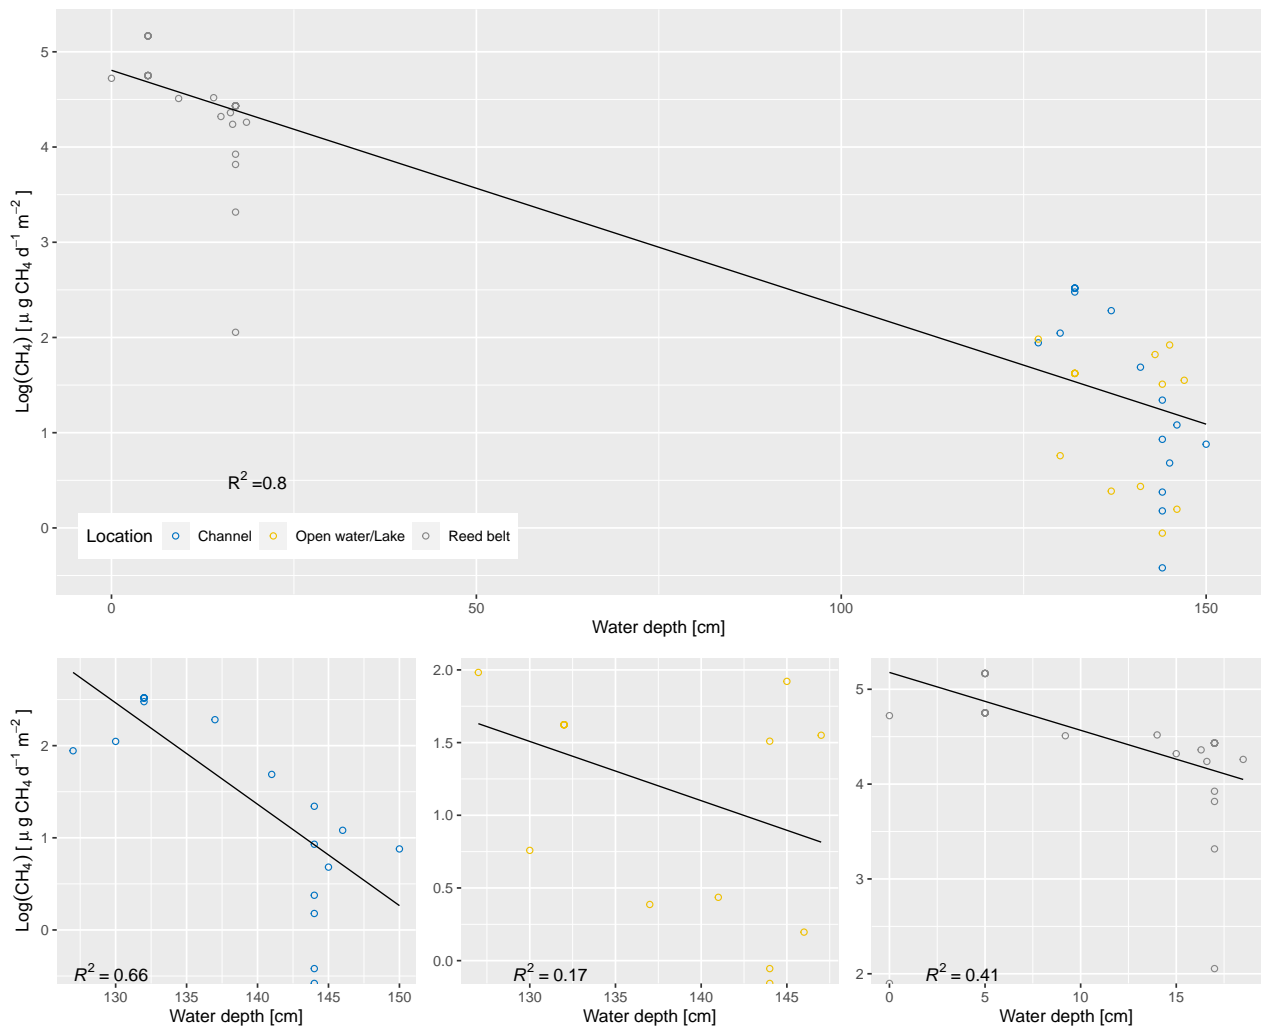 5
4
3
2
1
0
Log(CH₄) [ μ g CH₄ d⁻¹ m⁻² ]
R² =0.8
Location Channel Open water/Lake Reed belt
0 50 100 150
Water depth [cm]
2
1
0
Log(CH₄) [ μ g CH₄ d⁻¹ m⁻² ]
R² = 0.66
130 135 140 145 150
Water depth [cm]
2.0
1.5
1.0
0.5
0.0
R² = 0.17
130 135 140 145
Water depth [cm]
5
4
3
2
R² = 0.41
0 5 10 15
Water depth [cm]